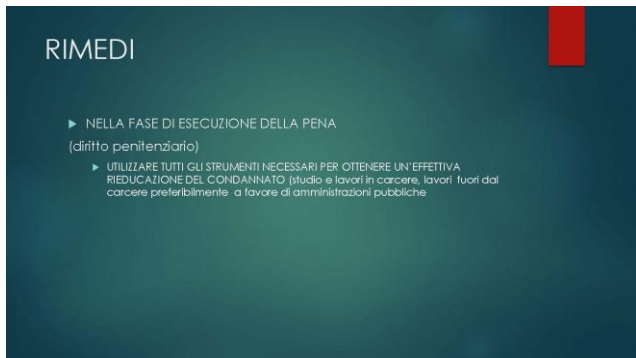 RIMEDI
NELLA FASE DI ESECUZIONE DELLA PENA
(diritto penitenziario)
UTILIZZARE TUTTI GLI STRUMENTI NECESSARI PER OTTENERE UN'EFFETTIVA
RIEDUCAZIONE DEL CONDANNATO (studio e lavori in carcere, lavori fuori dal
carcere preferibilmente a favore di amministrazioni pubbliche